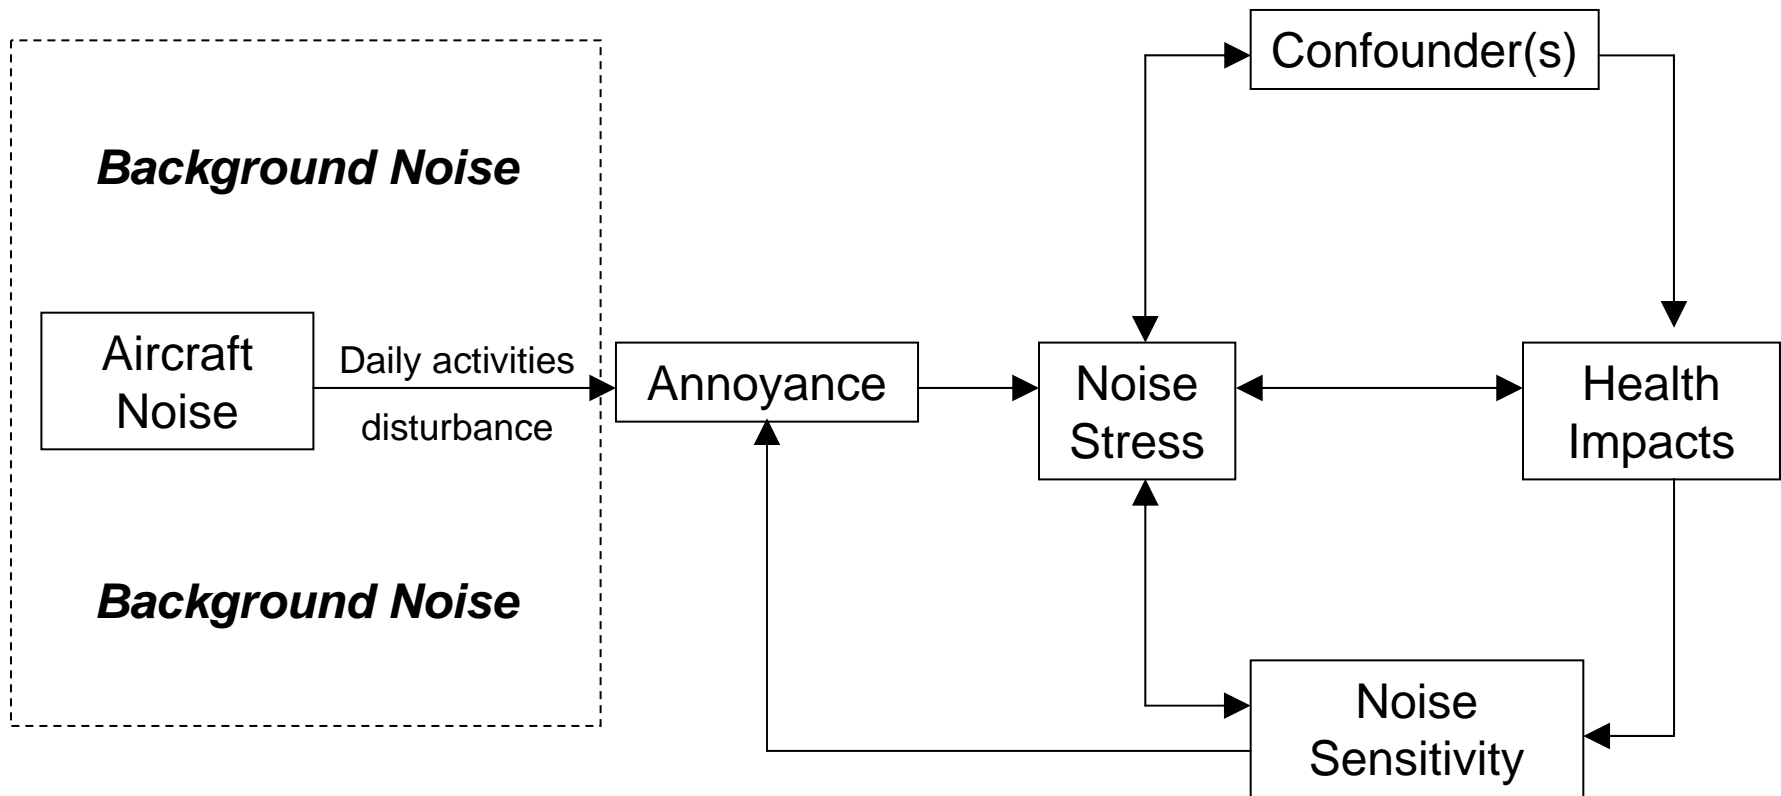 Confounder(s)
Background Noise
Aircraft
Noise
Daily activities
disturbance
Annoyance
Noise
Stress
Health
Impacts
Background Noise
Noise
Sensitivity